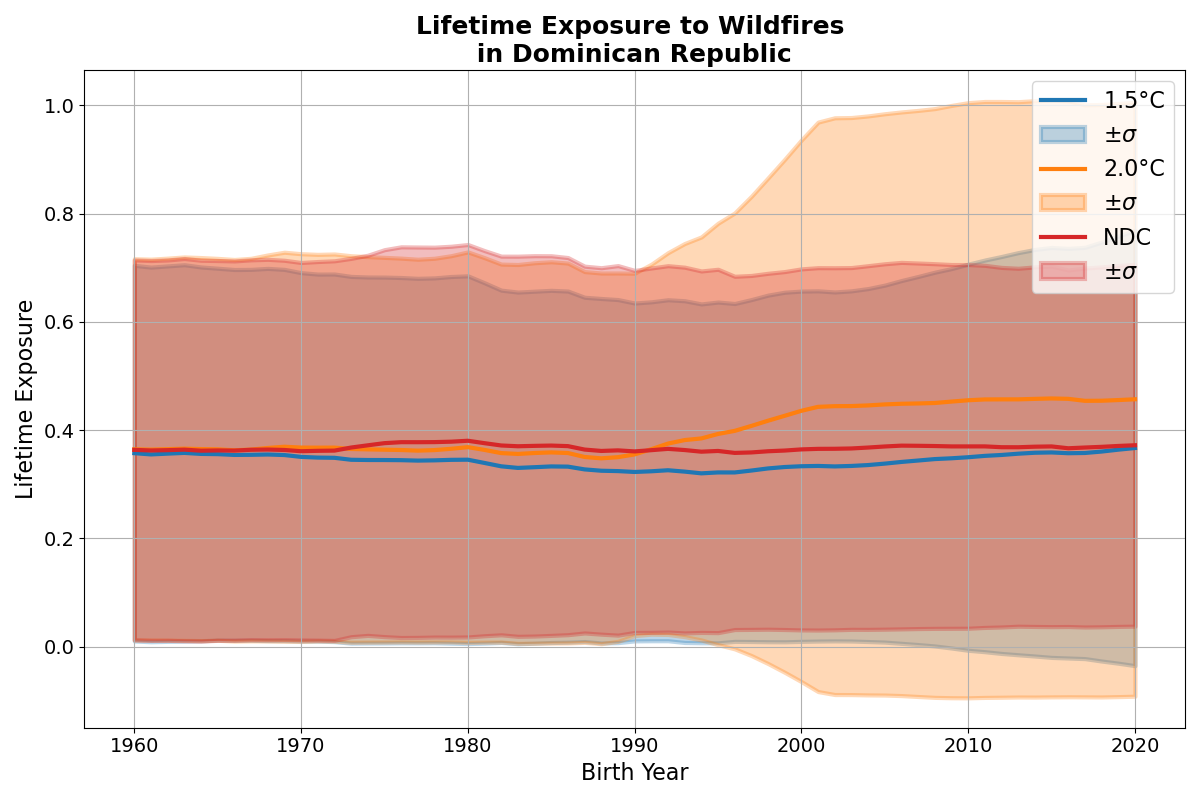 Lifetime Exposure to Wildfires
in Dominican Republic
Lifetime Exposure
1.0
0.8
0.6
0.4
0.2
0.0
1960 1970 1980 1990 2000 2010 2020
Birth Year
1.5°C
±σ
2.0°C
±σ
NDC
±σ